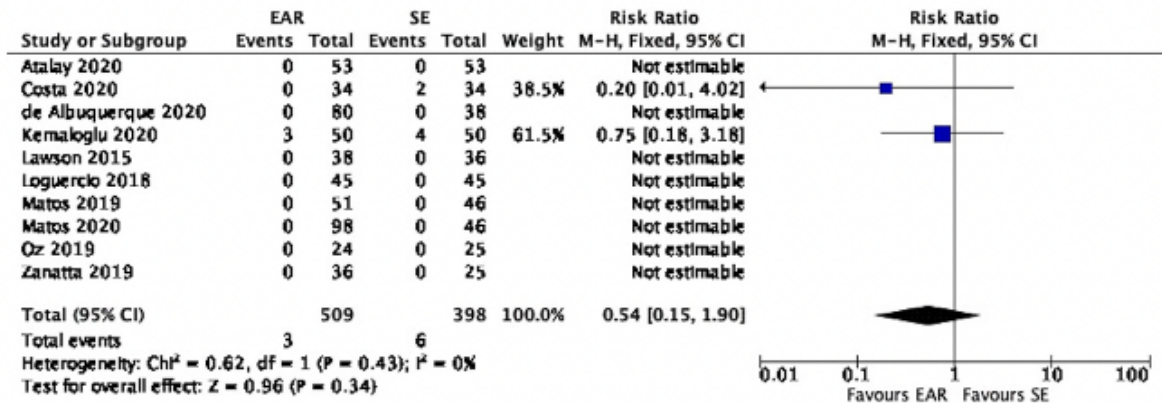 EAR SE Risk Ratio Risk Ratio
Study or Subgroup Events Total Events Total Weight M-H, Fixed, 95% CI M-H, Fixed, 95% CI
Atalay 2020 0 53 0 53 Not estimable
Costa 2020 0 34 2 34 38.5% 0.20 [0.01, 4.02]
de Albuquerque 2020 0 80 0 38 Not estimable
Kemaloglu 2020 3 50 4 50 61.5% 0.75 [0.18, 3.18]
Lawson 2015 0 38 0 36 Not estimable
Loguercio 2018 0 45 0 45 Not estimable
Matos 2019 0 51 0 46 Not estimable
Matos 2020 0 98 0 46 Not estimable
Oz 2019 0 24 0 25 Not estimable
Zanatta 2019 0 36 0 25 Not estimable
Total (95% CI) 509 398 100.0% 0.54 [0.15, 1.90]
Total events 3 6
Heterogeneity: Chi² = 0.62, df = 1 (P = 0.43); I² = 0%
Test for overall effect: Z = 0.96 (P = 0.34)
0.01 0.1 1 10 100
Favours EAR Favours SE